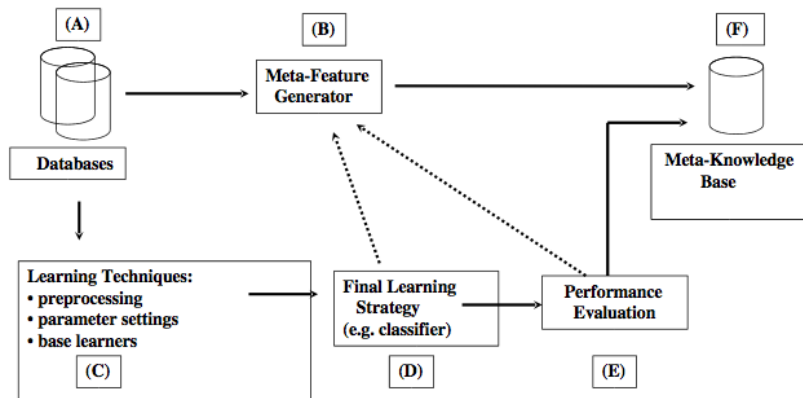 (A)
(B)
(F)
Meta-Feature
Generator
Databases
Meta-Knowledge
Base
Learning Techniques:
• preprocessing
• parameter settings
• base learners
(C)
Final Learning
Strategy
(e.g. classifier)
(D)
Performance
Evaluation
(E)